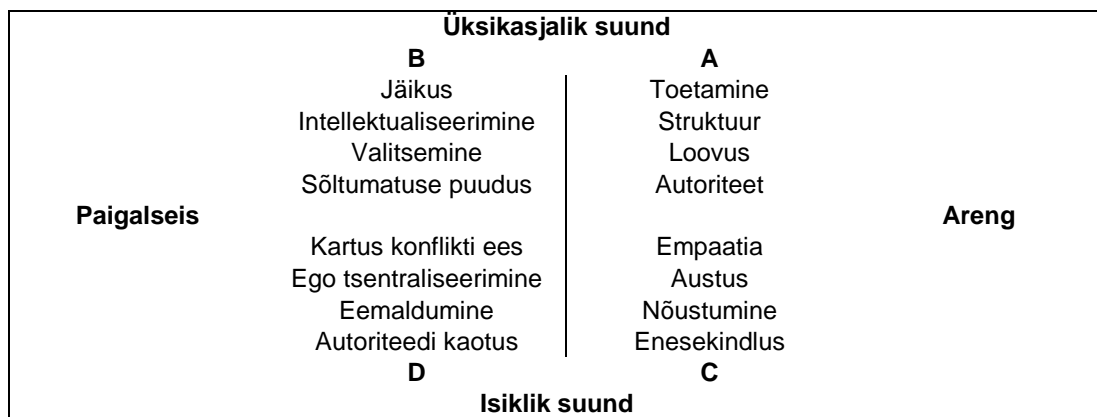 Üksikasjalik suund
B A
Jäikus Toetamine
Intellektualiseerimine Struktuur
Valitsemine Loovus
Sõltumatuse puudus Autoriteet
Paigalseis Areng
Kartus konflikti ees Empaatia
Ego tsentraliseerimine Austus
Eemaldumine Nõustumine
Autoriteedi kaotus Enesekindlus
D C
Isiklik suund